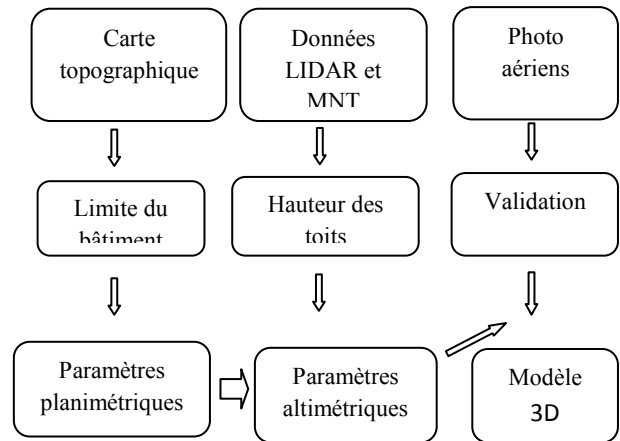 Carte
topographique
Données
LIDAR et
MNT
Photo
aériens
Limite du
bâtiment
Hauteur des
toits
Validation
Paramètres
planimétriques
Paramètres
altimétriques
Modèle
3D